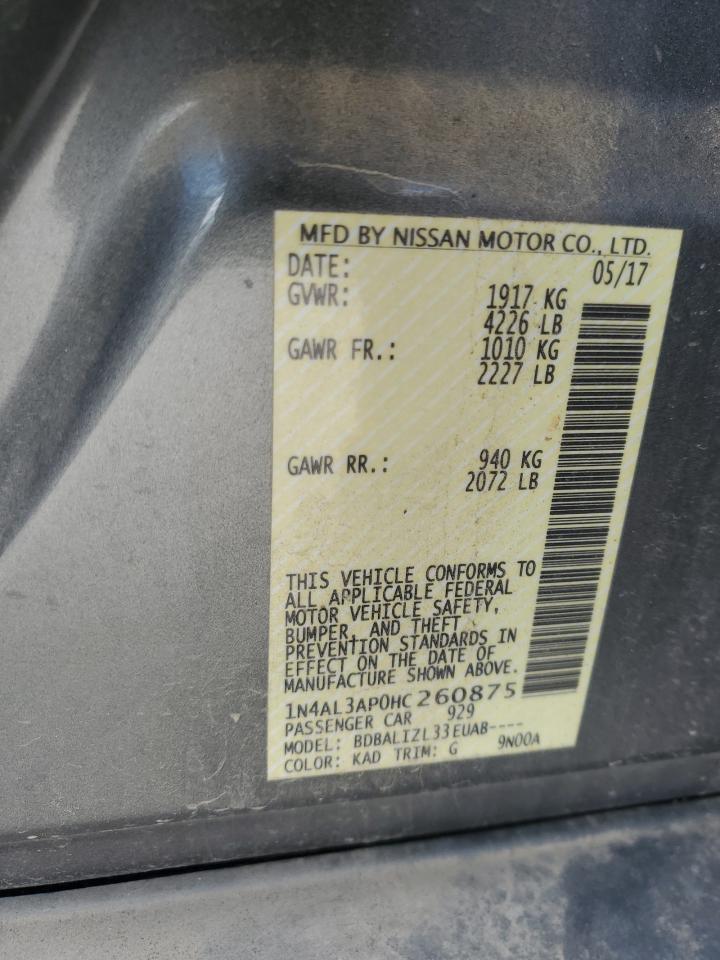 MFD BY NISSAN MOTOR CO., LTD.
DATE: 05/17
GVWR: 1917 KG
4226 LB
GAWR FR.: 1010 KG
2227 LB
GAWR RR.: 940 KG
2072 LB
THIS VEHICLE CONFORMS TO
ALL APPLICABLE FEDERAL
MOTOR VEHICLE SAFETY,
BUMPER, AND THEFT
PREVENTION STANDARDS IN
EFFECT ON THE DATE OF
MANUFACTURE SHOWN ABOVE.
1N4AL3AP0HC260875
PASSENGER CAR 929
MODEL: BDBALIZL33EUAB----
COLOR: KAD TRIM: G 9N00A